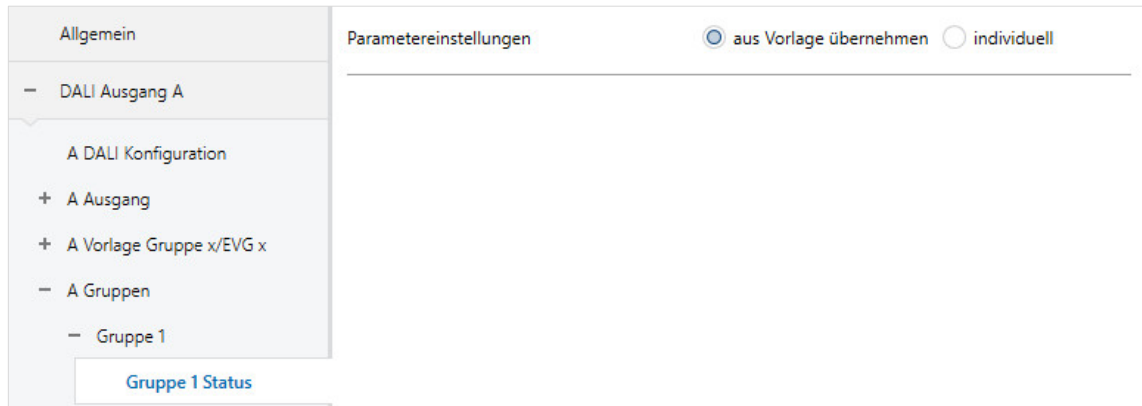 Allgemein
Parametereinstellungen aus Vorlage übernehmen individuell
DALI Ausgang A
A DALI Konfiguration
A Ausgang
A Vorlage Gruppe x/EVG x
A Gruppen
Gruppe 1
Gruppe 1 Status